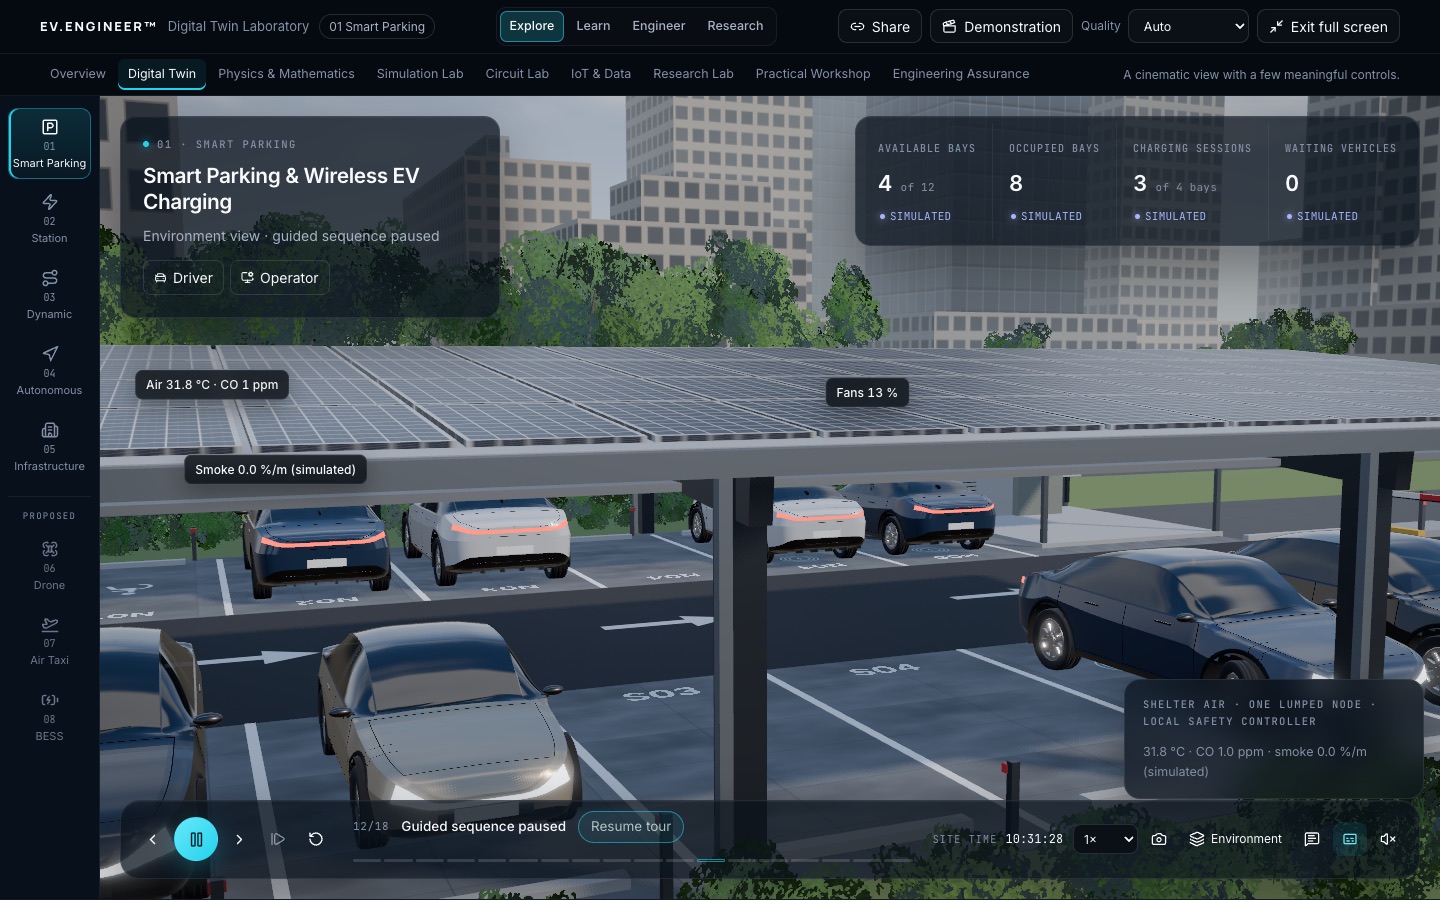 EV.ENGINEER™ Digital Twin Laboratory 01 Smart Parking
Explore Learn Engineer Research
Share Demonstration Quality Auto Exit full screen
Overview Digital Twin Physics & Mathematics Simulation Lab Circuit Lab IoT & Data Research Lab Practical Workshop Engineering Assurance
A cinematic view with a few meaningful controls.
01
Smart Parking
02
Station
03
Dynamic
04
Autonomous
05
Infrastructure
PROPOSED
06
Drone
07
Air Taxi
08
BESS
01 · SMART PARKING
Smart Parking & Wireless EV
Charging
Environment view · guided sequence paused
Driver Operator
AVAILABLE BAYS OCCUPIED BAYS CHARGING SESSIONS WAITING VEHICLES
4 of 12 8 3 of 4 bays 0
SIMULATED SIMULATED SIMULATED SIMULATED
Air 31.8 °C · CO 1 ppm
Fans 13 %
Smoke 0.0 %/m (simulated)
S03
S04
SHELTER AIR · ONE LUMPED NODE ·
LOCAL SAFETY CONTROLLER
31.8 °C · CO 1.0 ppm · smoke 0.0 %/m
(simulated)
12/18 Guided sequence paused Resume tour
SITE TIME 10:31:28 1× Environment